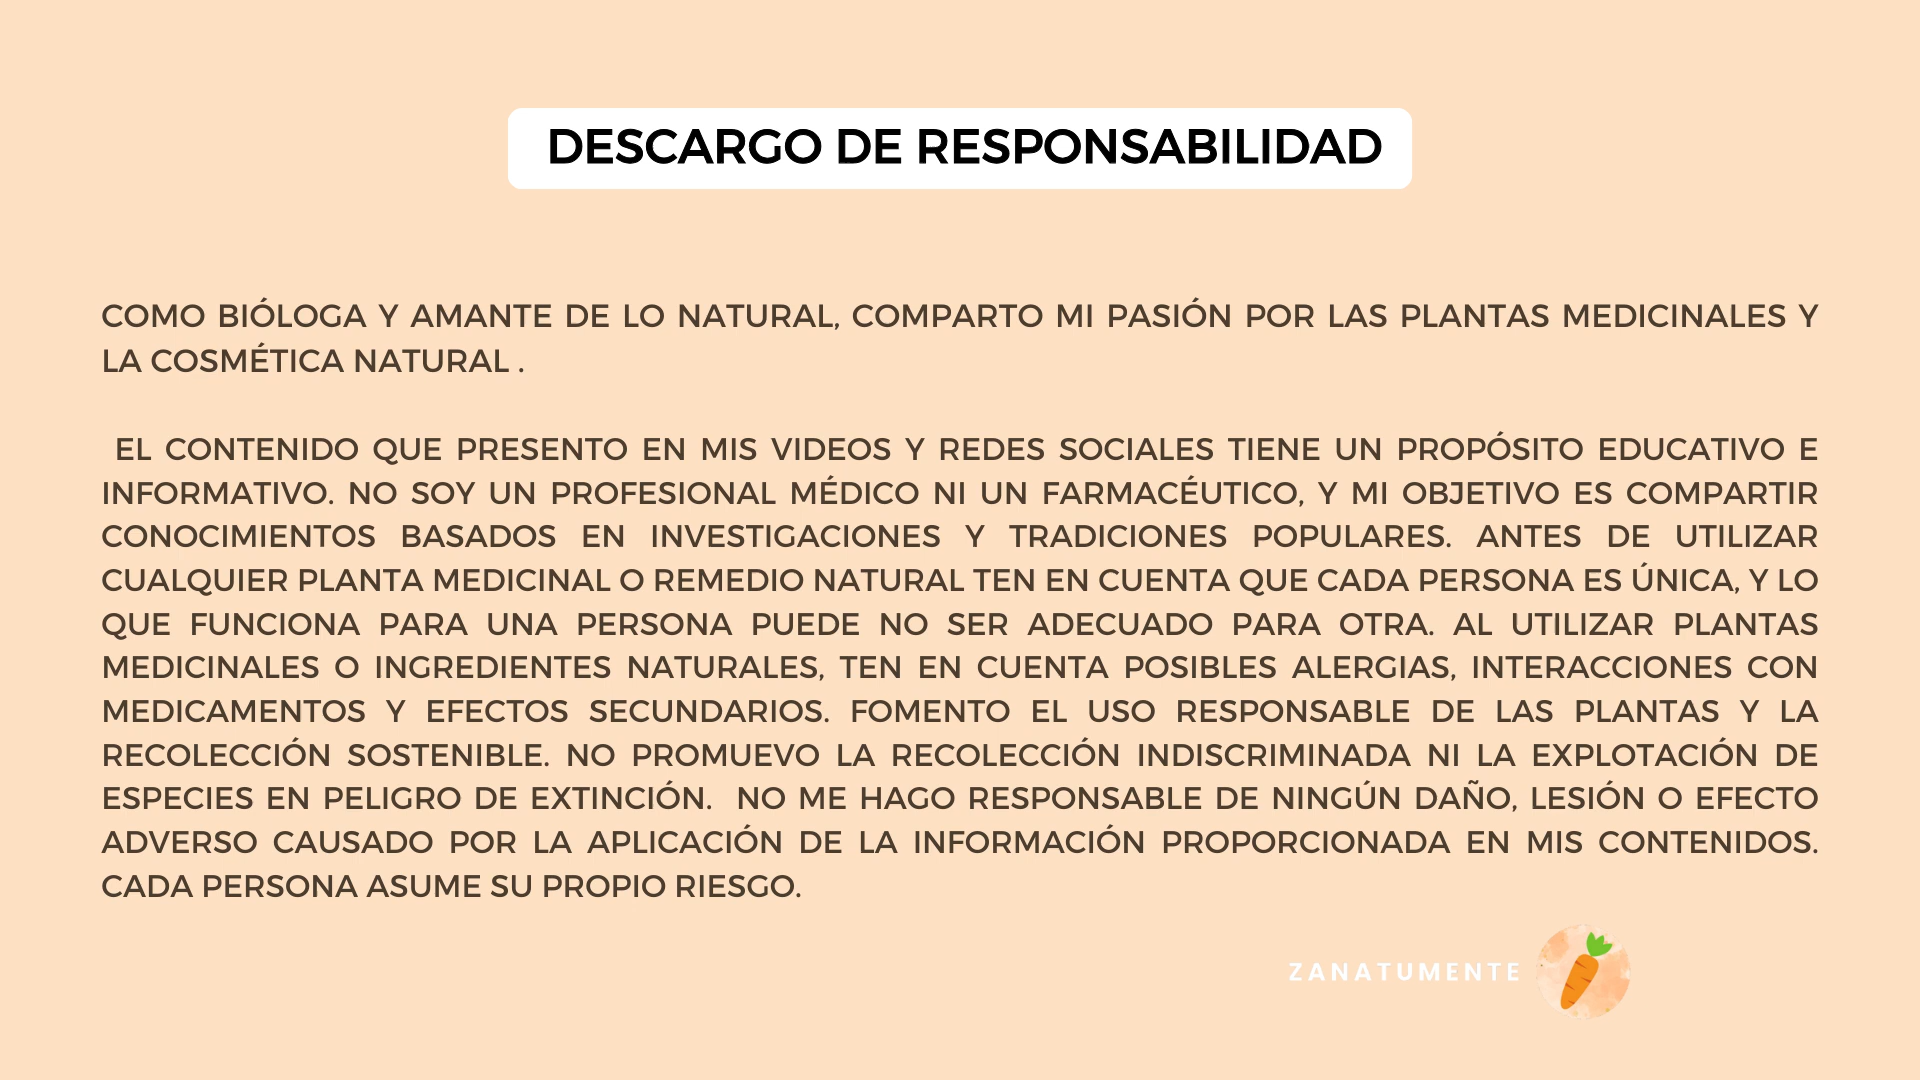 DESCARGO DE RESPONSABILIDAD
COMO BIÓLOGA Y AMANTE DE LO NATURAL, COMPARTO MI PASIÓN POR LAS PLANTAS MEDICINALES Y
LA COSMÉTICA NATURAL .
EL CONTENIDO QUE PRESENTO EN MIS VIDEOS Y REDES SOCIALES TIENE UN PROPÓSITO EDUCATIVO E
INFORMATIVO. NO SOY UN PROFESIONAL MÉDICO NI UN FARMACÉUTICO, Y MI OBJETIVO ES COMPARTIR
CONOCIMIENTOS BASADOS EN INVESTIGACIONES Y TRADICIONES POPULARES. ANTES DE UTILIZAR
CUALQUIER PLANTA MEDICINAL O REMEDIO NATURAL TEN EN CUENTA QUE CADA PERSONA ES ÚNICA, Y LO
QUE FUNCIONA PARA UNA PERSONA PUEDE NO SER ADECUADO PARA OTRA. AL UTILIZAR PLANTAS
MEDICINALES O INGREDIENTES NATURALES, TEN EN CUENTA POSIBLES ALERGIAS, INTERACCIONES CON
MEDICAMENTOS Y EFECTOS SECUNDARIOS. FOMENTO EL USO RESPONSABLE DE LAS PLANTAS Y LA
RECOLECCIÓN SOSTENIBLE. NO PROMUEVO LA RECOLECCIÓN INDISCRIMINADA NI LA EXPLOTACIÓN DE
ESPECIES EN PELIGRO DE EXTINCIÓN. NO ME HAGO RESPONSABLE DE NINGÚN DAÑO, LESIÓN O EFECTO
ADVERSO CAUSADO POR LA APLICACIÓN DE LA INFORMACIÓN PROPORCIONADA EN MIS CONTENIDOS.
CADA PERSONA ASUME SU PROPIO RIESGO.
ZANATUMENTE